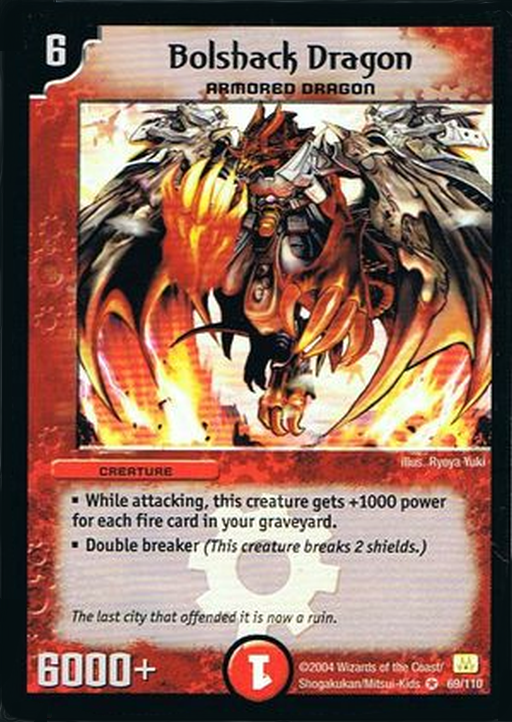 6
Bolshack Dragon
ARMORED DRAGON
illus. Ryoya Yuki
CREATURE
▪ While attacking, this creature gets +1000 power
for each fire card in your graveyard.
▪ Double breaker (This creature breaks 2 shields.)
The last city that offended it is now a ruin.
6000+
1
©2004 Wizards of the Coast/
Shogakukan/Mitsui-Kids ✪ 69/110